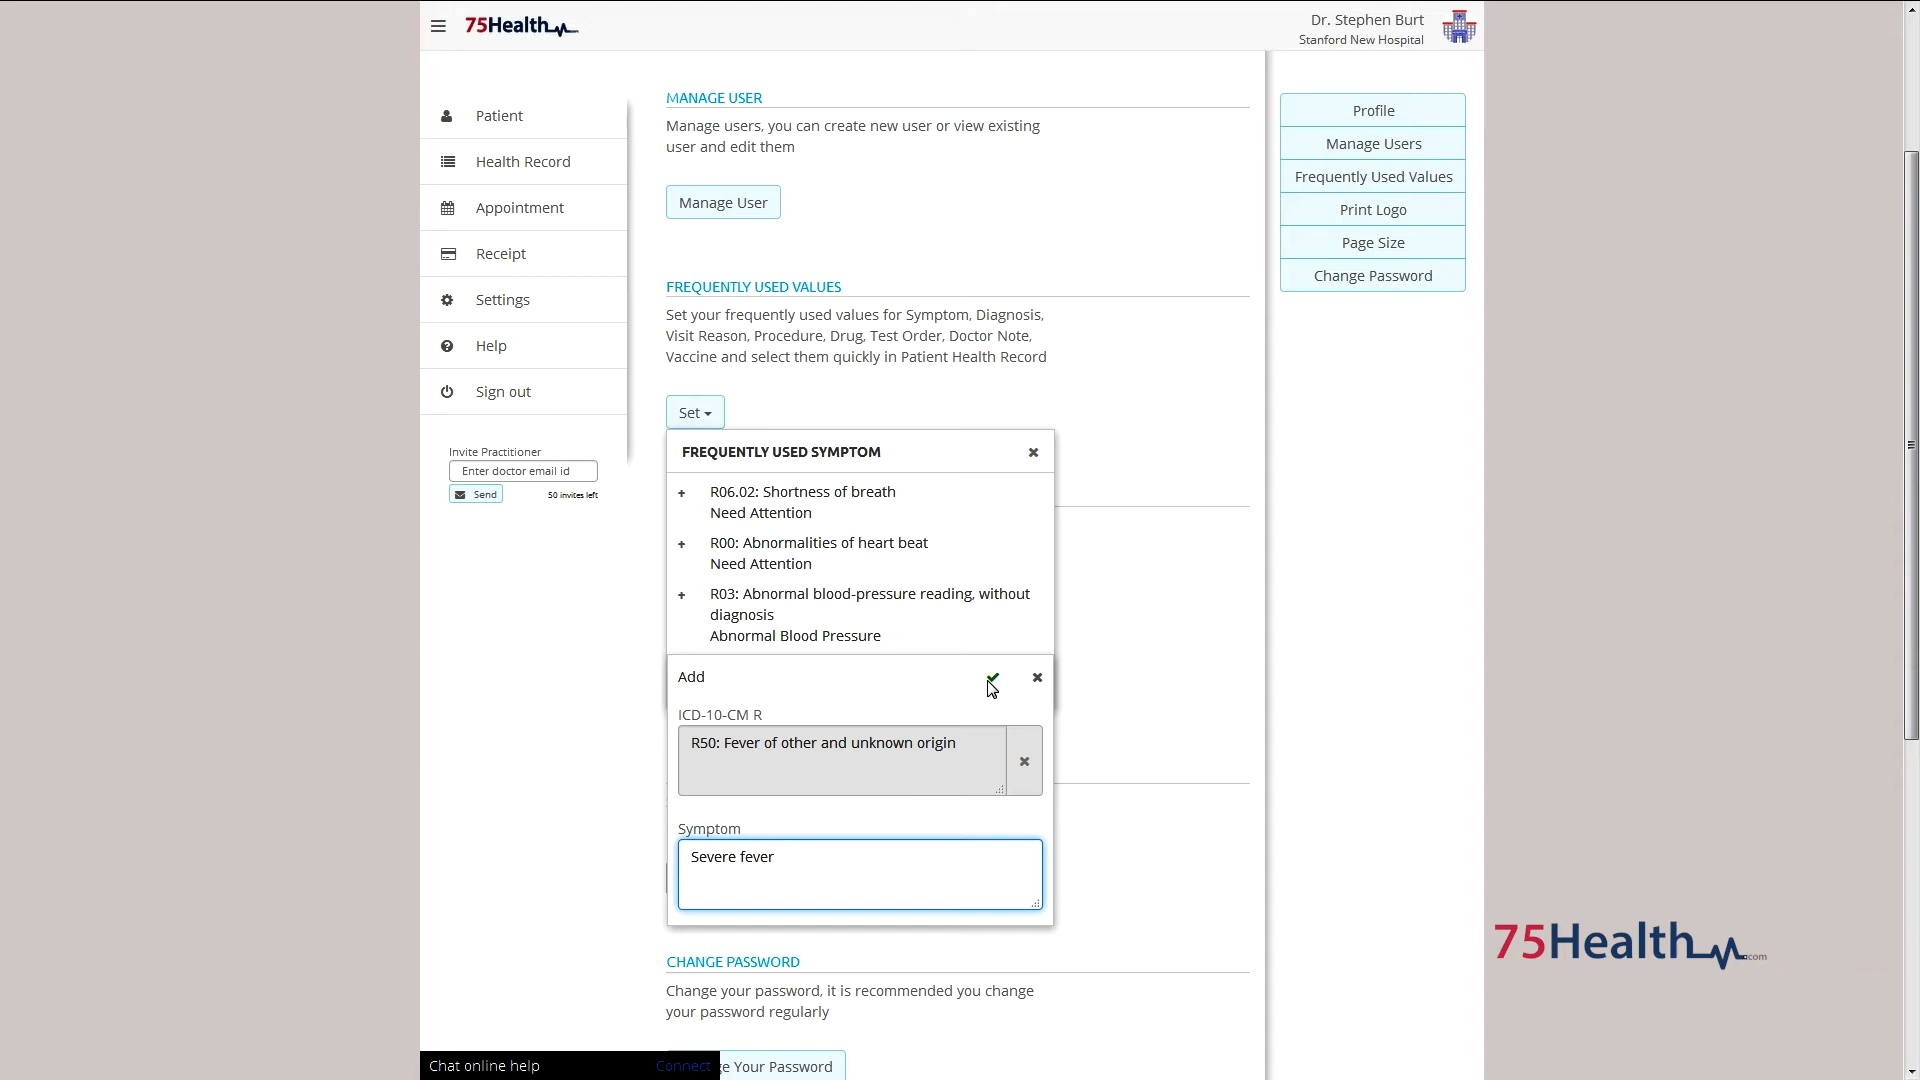 75Health
Dr. Stephen Burt
Stanford New Hospital
Patient
Health Record
Appointment
Receipt
Settings
Help
Sign out
Invite Practitioner
Enter doctor email id
Send
50 invites left
MANAGE USER
Manage users, you can create new user or view existing
user and edit them
Manage User
FREQUENTLY USED VALUES
Set your frequently used values for Symptom, Diagnosis,
Visit Reason, Procedure, Drug, Test Order, Doctor Note,
Vaccine and select them quickly in Patient Health Record
Set
FREQUENTLY USED SYMPTOM
R06.02: Shortness of breath
Need Attention
R00: Abnormalities of heart beat
Need Attention
R03: Abnormal blood-pressure reading, without
diagnosis
Abnormal Blood Pressure
Add
ICD-10-CM R
R50: Fever of other and unknown origin
Symptom
Severe fever
CHANGE PASSWORD
Change your password, it is recommended you change
your password regularly
ge Your Password
Chat online help
Connect
Profile
Manage Users
Frequently Used Values
Print Logo
Page Size
Change Password
75Health.com